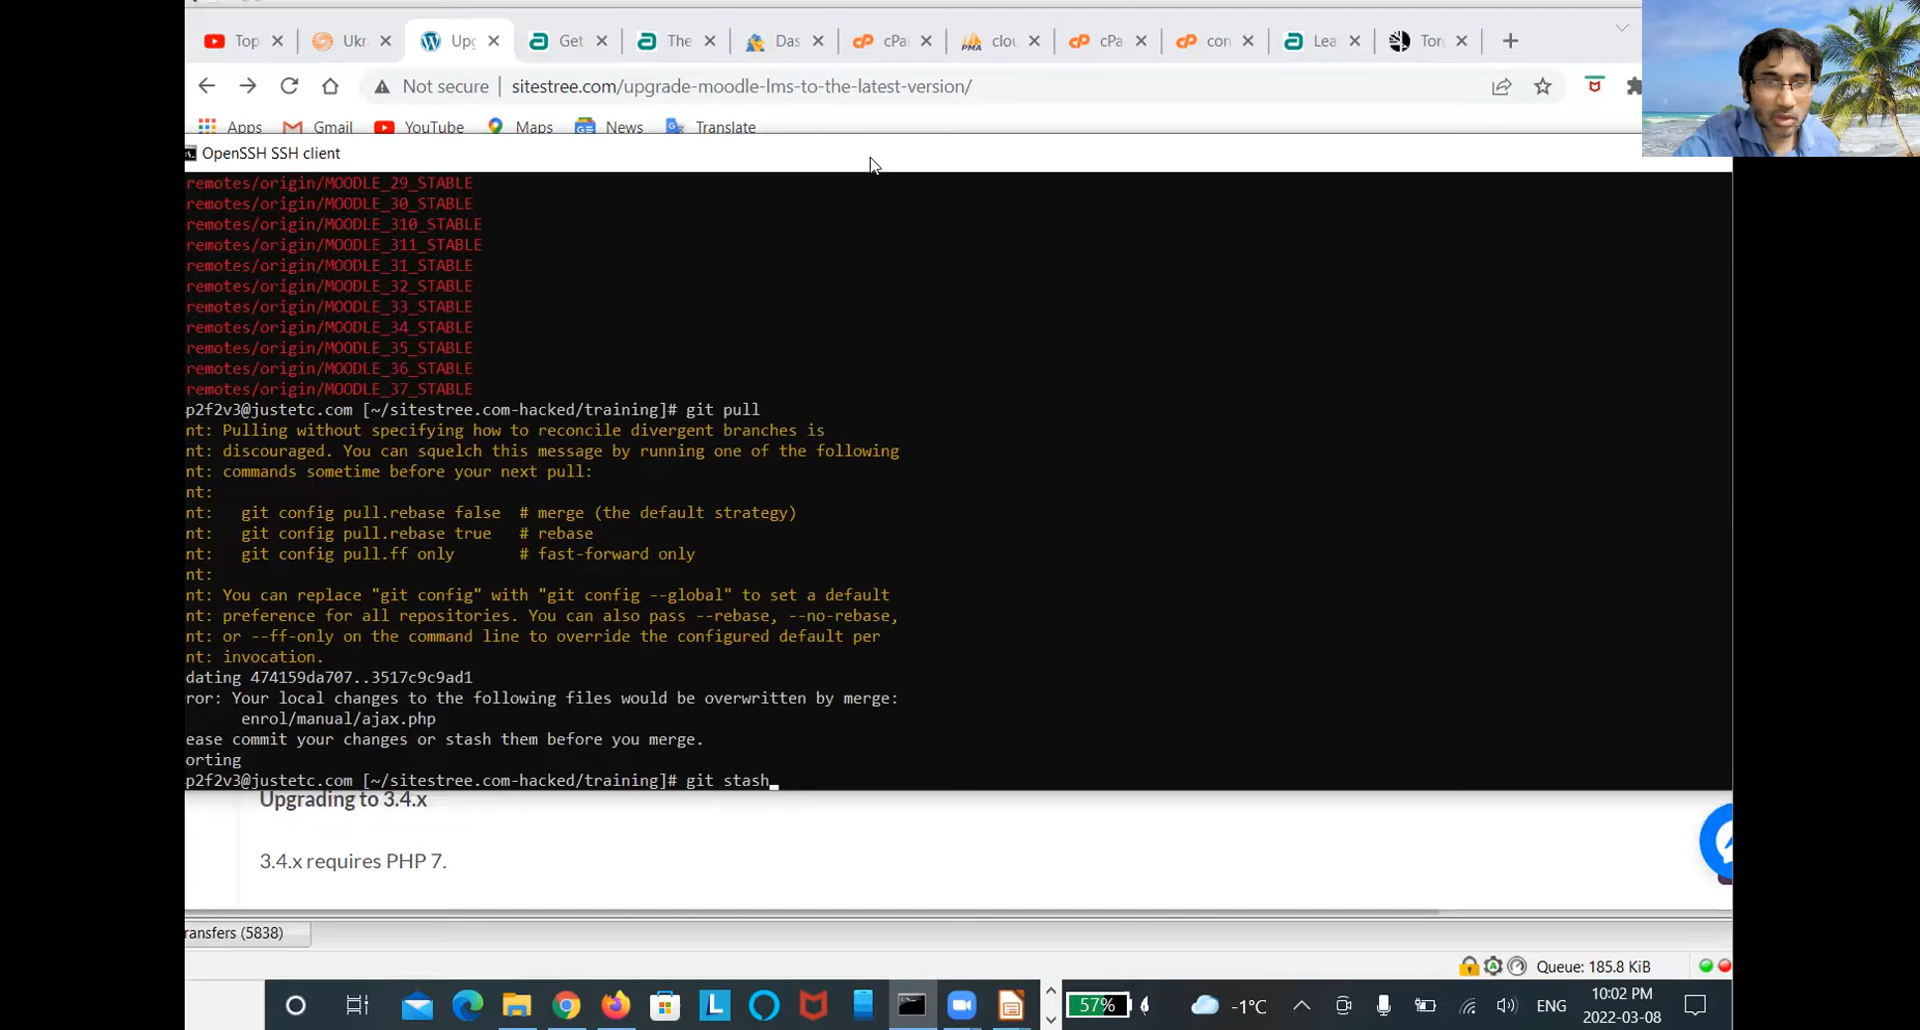 Top
Ukr
Upg
Get
The
Das
cPa
clou
cPa
con
Lea
Toro
Not secure
sitestree.com/upgrade-moodle-lms-to-the-latest-version/
Apps
Gmail
YouTube
Maps
News
Translate
OpenSSH SSH client
remotes/origin/MOODLE_29_STABLE
remotes/origin/MOODLE_30_STABLE
remotes/origin/MOODLE_310_STABLE
remotes/origin/MOODLE_311_STABLE
remotes/origin/MOODLE_31_STABLE
remotes/origin/MOODLE_32_STABLE
remotes/origin/MOODLE_33_STABLE
remotes/origin/MOODLE_34_STABLE
remotes/origin/MOODLE_35_STABLE
remotes/origin/MOODLE_36_STABLE
remotes/origin/MOODLE_37_STABLE
p2f2v3@justetc.com [~/sitestree.com-hacked/training]# git pull
nt: Pulling without specifying how to reconcile divergent branches is
nt: discouraged. You can squelch this message by running one of the following
nt: commands sometime before your next pull:
nt:
nt:   git config pull.rebase false  # merge (the default strategy)
nt:   git config pull.rebase true   # rebase
nt:   git config pull.ff only       # fast-forward only
nt:
nt: You can replace "git config" with "git config --global" to set a default
nt: preference for all repositories. You can also pass --rebase, --no-rebase,
nt: or --ff-only on the command line to override the configured default per
nt: invocation.
dating 474159da707..3517c9c9ad1
ror: Your local changes to the following files would be overwritten by merge:
enrol/manual/ajax.php
ease commit your changes or stash them before you merge.
orting
p2f2v3@justetc.com [~/sitestree.com-hacked/training]# git stash
Upgrading to 3.4.x
3.4.x requires PHP 7.
ransfers (5838)
Queue: 185.8 KiB
57%
-1°C
ENG
10:02 PM
2022-03-08